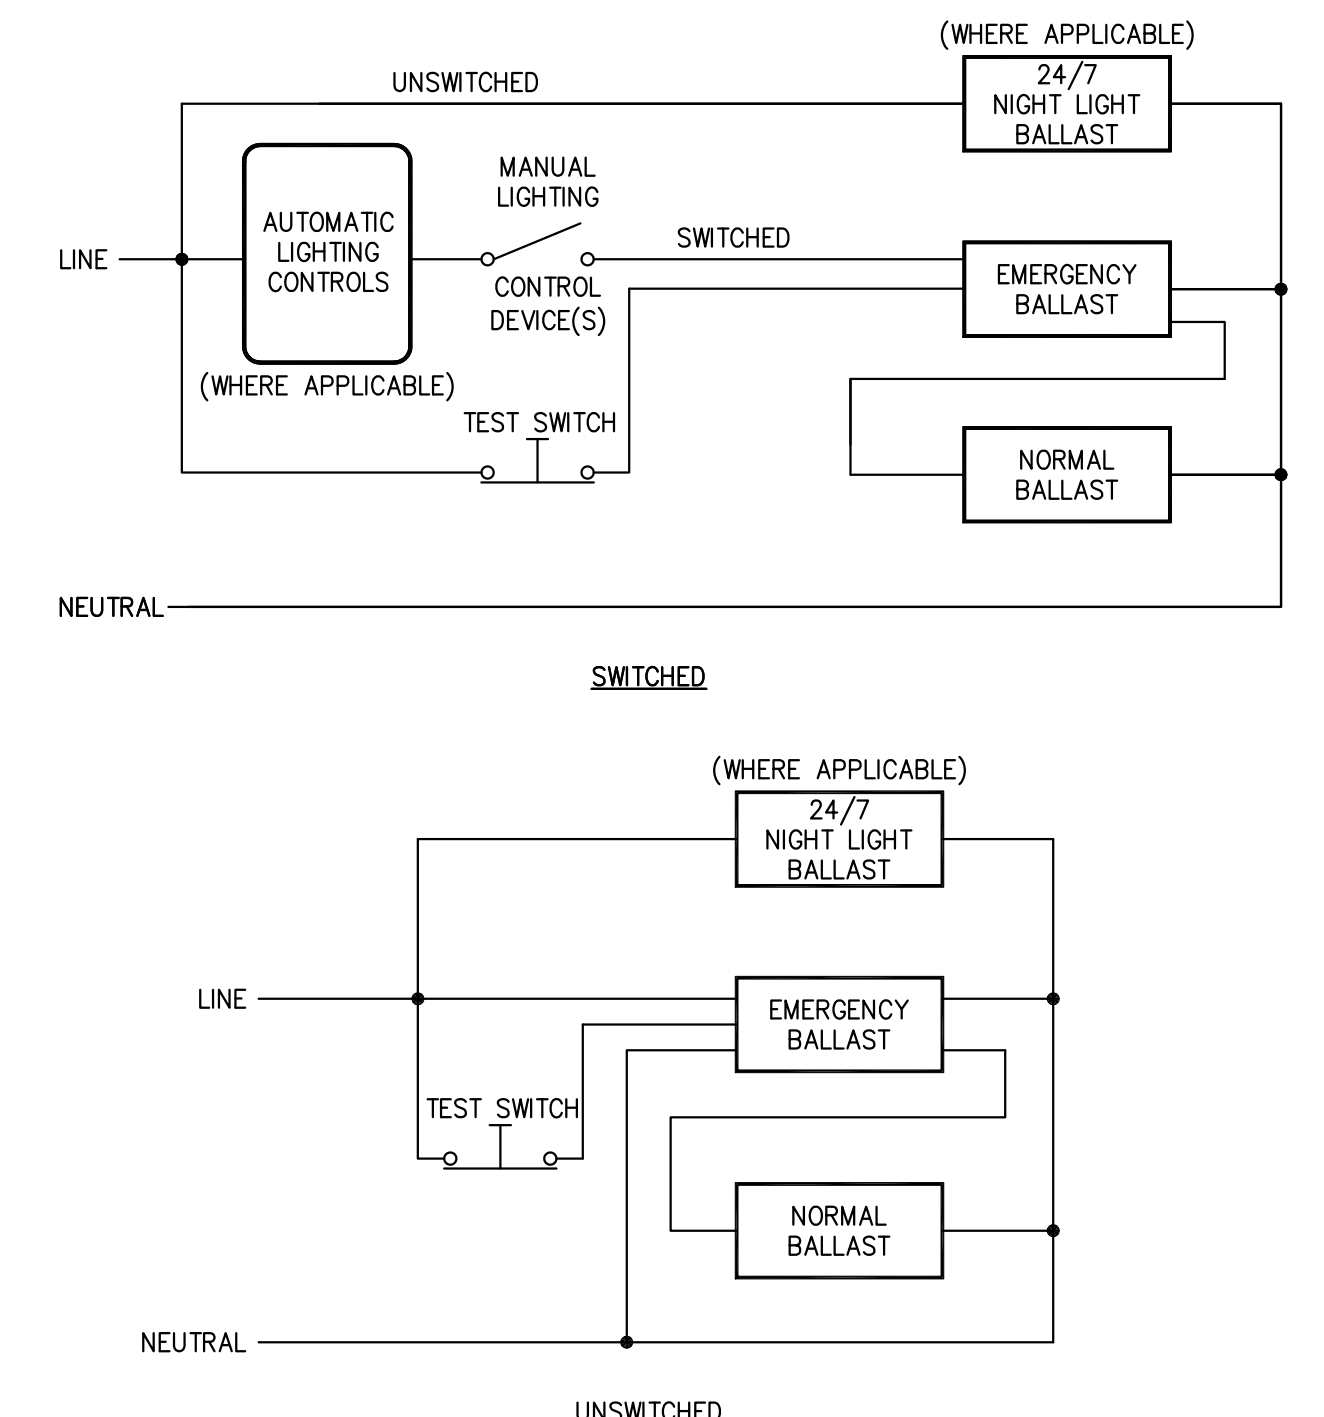 (WHERE APPLICABLE)
24/7
NIGHT LIGHT
BALLAST
UNSWITCHED
MANUAL
LIGHTING
AUTOMATIC
LIGHTING
CONTROLS
SWITCHED
LINE
EMERGENCY
BALLAST
CONTROL
DEVICE(S)
(WHERE APPLICABLE)
TEST SWITCH
NORMAL
BALLAST
NEUTRAL
SWITCHED
(WHERE APPLICABLE)
24/7
NIGHT LIGHT
BALLAST
LINE
EMERGENCY
BALLAST
TEST SWITCH
NORMAL
BALLAST
NEUTRAL
UNSWITCHED